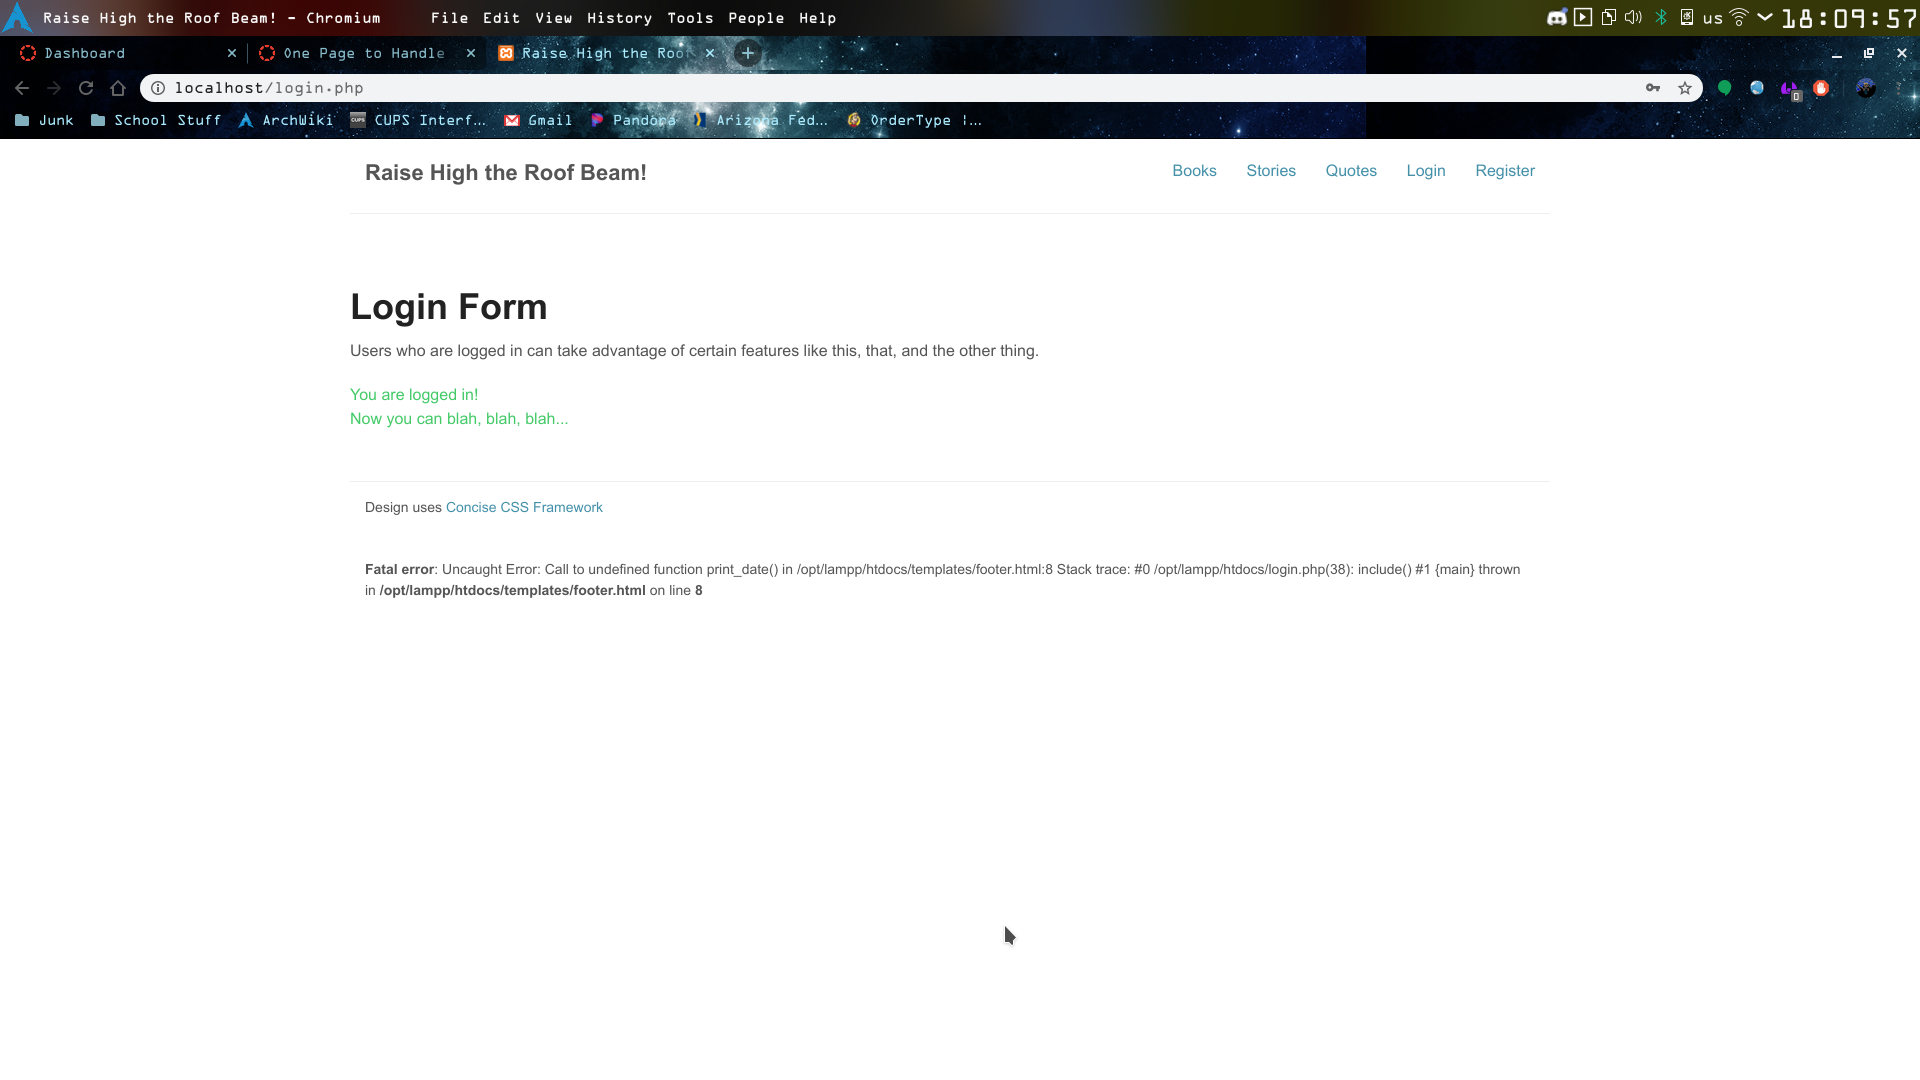 Raise High the Roof Beam! - Chromium File Edit View History Tools People Help us 18:09:57
Dashboard One Page to Handle Raise High the Roof
localhost/login.php
Junk School Stuff ArchWiki CUPS Interf... Gmail Pandora Arizona Fed... OrderType |...
Raise High the Roof Beam! Books Stories Quotes Login Register
Login Form
Users who are logged in can take advantage of certain features like this, that, and the other thing.
You are logged in!
Now you can blah, blah, blah...
Design uses Concise CSS Framework
Fatal error: Uncaught Error: Call to undefined function print_date() in /opt/lampp/htdocs/templates/footer.html:8 Stack trace: #0 /opt/lampp/htdocs/login.php(38): include() #1 {main} thrown
in /opt/lampp/htdocs/templates/footer.html on line 8